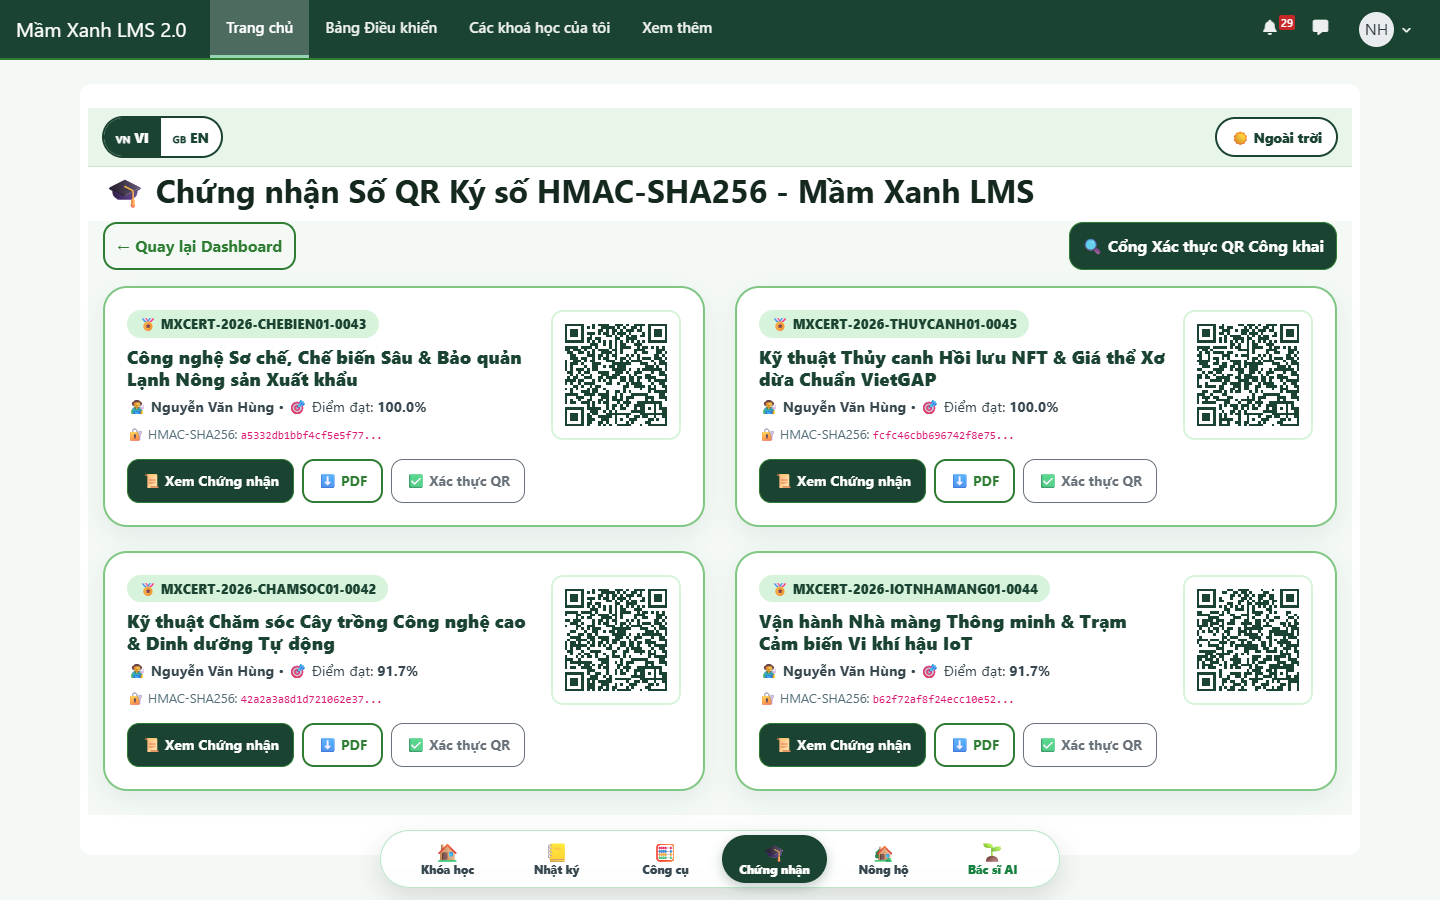 Mầm Xanh LMS 2.0
Trang chủ
Bảng Điều khiển
Các khoá học của tôi
Xem thêm
29
NH
VN VI
GB EN
Ngoài trời
Chứng nhận Số QR Ký số HMAC-SHA256 - Mầm Xanh LMS
← Quay lại Dashboard
Cổng Xác thực QR Công khai
MXCERT-2026-CHEBIEN01-0043
Công nghệ Sơ chế, Chế biến Sâu & Bảo quản
Lạnh Nông sản Xuất khẩu
Nguyễn Văn Hùng • Điểm đạt: 100.0%
HMAC-SHA256: a5332db1bbf4cf5e5f77...
Xem Chứng nhận
PDF
Xác thực QR
MXCERT-2026-THUYCANH01-0045
Kỹ thuật Thủy canh Hồi lưu NFT & Giá thể Xơ
dừa Chuẩn VietGAP
Nguyễn Văn Hùng • Điểm đạt: 100.0%
HMAC-SHA256: fcfc46cbb696742f8e75...
Xem Chứng nhận
PDF
Xác thực QR
MXCERT-2026-CHAMSOC01-0042
Kỹ thuật Chăm sóc Cây trồng Công nghệ cao
& Dinh dưỡng Tự động
Nguyễn Văn Hùng • Điểm đạt: 91.7%
HMAC-SHA256: 42a2a3a8d1d721062e37...
Xem Chứng nhận
PDF
Xác thực QR
MXCERT-2026-IOTNHAMANG01-0044
Vận hành Nhà màng Thông minh & Trạm
Cảm biến Vi khí hậu IoT
Nguyễn Văn Hùng • Điểm đạt: 91.7%
HMAC-SHA256: b62f72af8f24ecc10e52...
Xem Chứng nhận
PDF
Xác thực QR
Khóa học
Nhật ký
Công cụ
Chứng nhận
Nông hộ
Bác sĩ AI